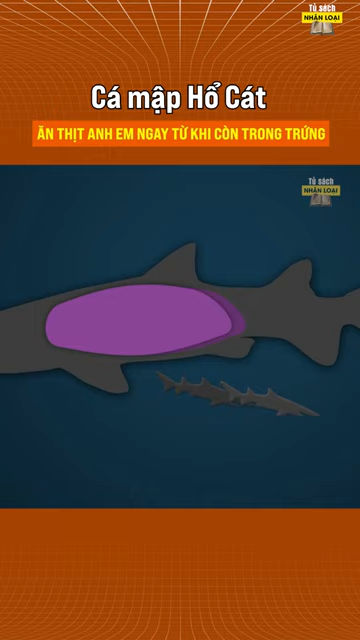 Tủ sách
NHÂN LOẠI
Cá mập Hổ Cát
ĂN THỊT ANH EM NGAY TỪ KHI CÒN TRONG TRỨNG
Tủ sách
NHÂN LOẠI